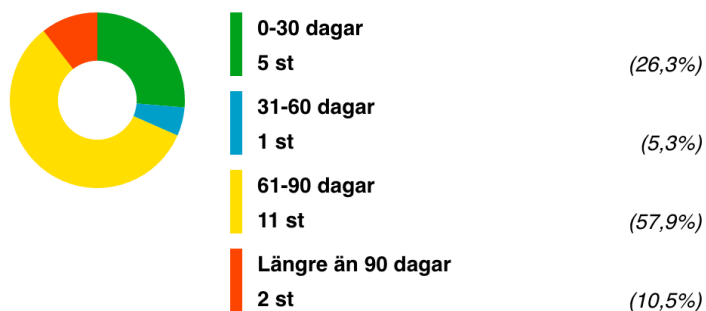 0-30 dagar
5 st (26,3%)
31-60 dagar
1 st (5,3%)
61-90 dagar
11 st (57,9%)
Längre än 90 dagar
2 st (10,5%)